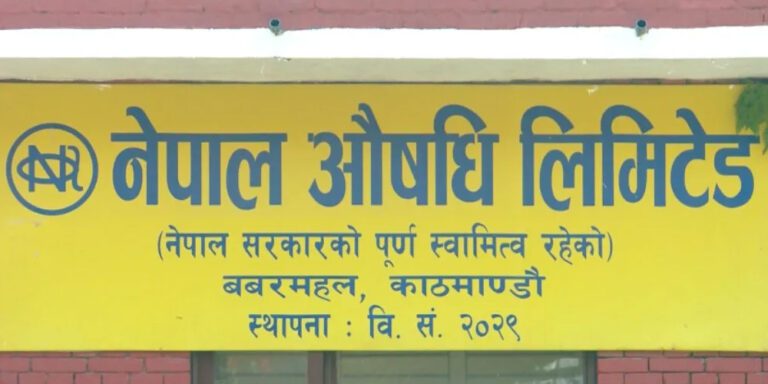 नेपाल औषधि लिमिटेड
(नेपाल सरकारको पूर्ण स्वामित्व रहेको)
बबरमहल, काठमाण्डौ
स्थापना : वि. सं. २०२९